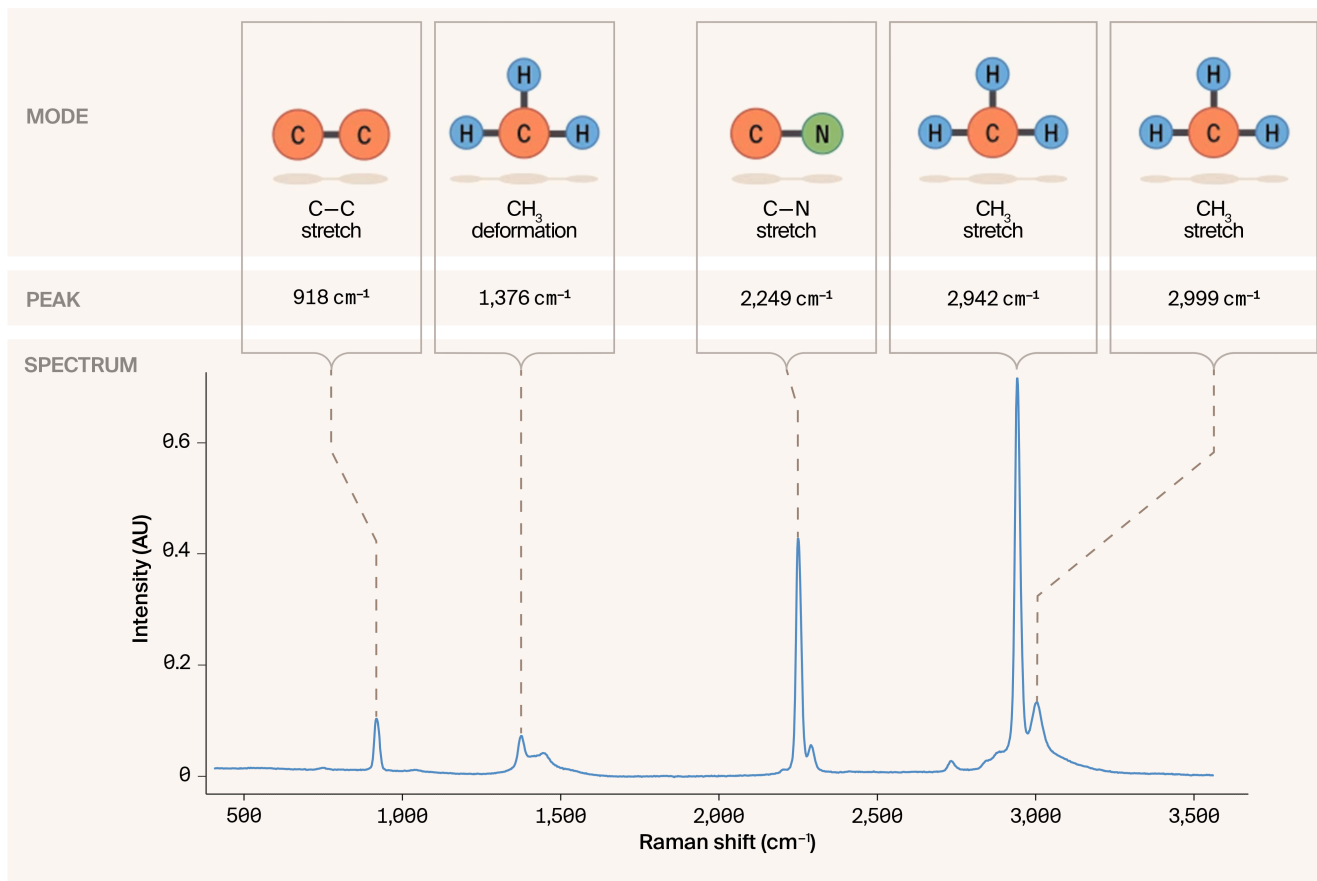 MODE
C C
H
H C H
C N
H
H C H
H
H C H
C–C
stretch
CH₃
deformation
C–N
stretch
CH₃
stretch
CH₃
stretch
PEAK
918 cm⁻¹
1,376 cm⁻¹
2,249 cm⁻¹
2,942 cm⁻¹
2,999 cm⁻¹
SPECTRUM
Intensity (AU)
0.6
0.4
0.2
0
500
1,000
1,500
2,000
2,500
3,000
3,500
Raman shift (cm⁻¹)